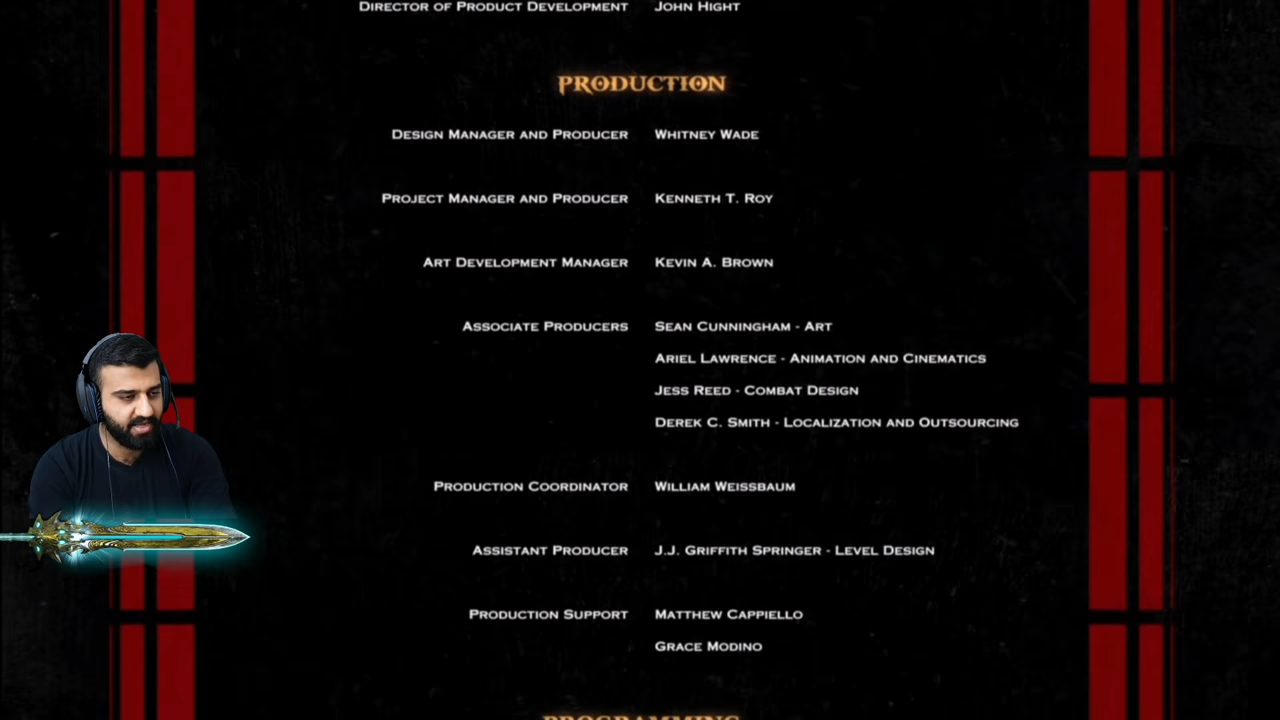 Director of Product Development John Hight
PRODUCTION
Design Manager and Producer Whitney Wade
Project Manager and Producer Kenneth T. Roy
Art Development Manager Kevin A. Brown
Associate Producers Sean Cunningham - Art
Ariel Lawrence - Animation and Cinematics
Jess Reed - Combat Design
Derek C. Smith - Localization and Outsourcing
Production Coordinator William Weissbaum
Assistant Producer J.J. Griffith Springer - Level Design
Production Support Matthew Cappiello
Grace Modino
PROGRAMMING